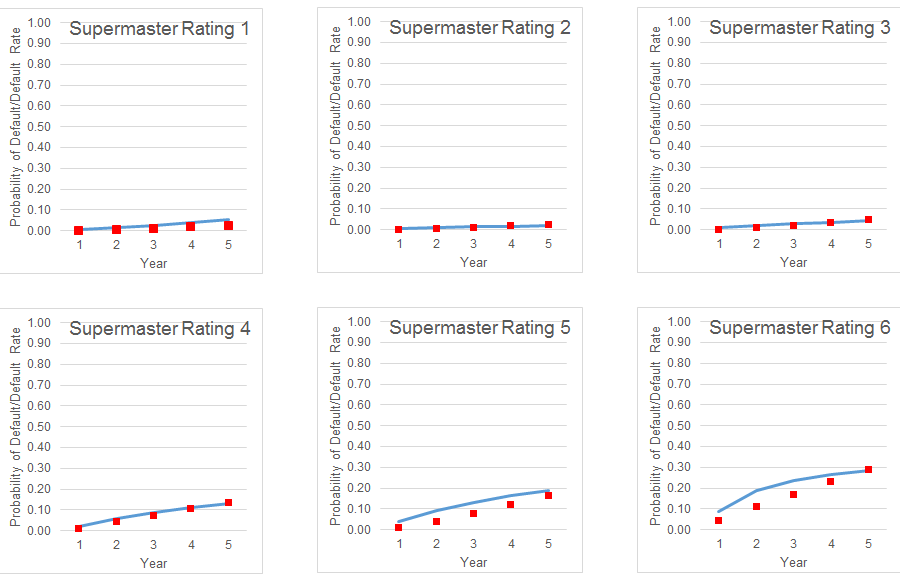 Supermaster Rating 1
Probability of Default/Default Rate
1.00
0.90
0.80
0.70
0.60
0.50
0.40
0.30
0.20
0.10
0.00
1 2 3 4 5
Year
Supermaster Rating 2
Probability of Default/Default Rate
1.00
0.90
0.80
0.70
0.60
0.50
0.40
0.30
0.20
0.10
0.00
1 2 3 4 5
Year
Supermaster Rating 3
Probability of Default/Default Rate
1.00
0.90
0.80
0.70
0.60
0.50
0.40
0.30
0.20
0.10
0.00
1 2 3 4 5
Year
Supermaster Rating 4
Probability of Default/Default Rate
1.00
0.90
0.80
0.70
0.60
0.50
0.40
0.30
0.20
0.10
0.00
1 2 3 4 5
Year
Supermaster Rating 5
Probability of Default/Default Rate
1.00
0.90
0.80
0.70
0.60
0.50
0.40
0.30
0.20
0.10
0.00
1 2 3 4 5
Year
Supermaster Rating 6
Probability of Default/Default Rate
1.00
0.90
0.80
0.70
0.60
0.50
0.40
0.30
0.20
0.10
0.00
1 2 3 4 5
Year